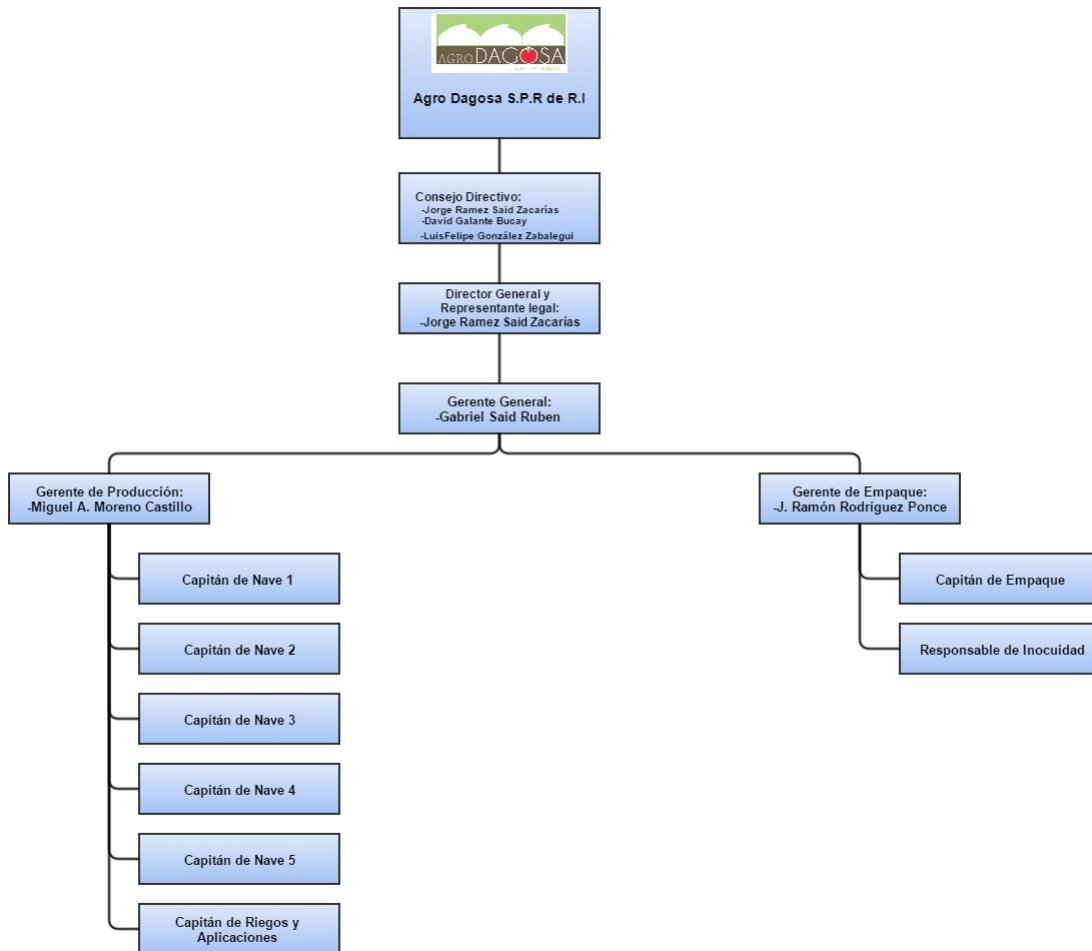 AGRO DAGOSA
Agro Dagosa S.P.R de R.I
Consejo Directivo:
-Jorge Ramez Said Zacarías
-David Galante Bucay
-LuisFelipe González Zabalegui
Director General y
Representante legal:
-Jorge Ramez Said Zacarías
Gerente General:
-Gabriel Said Ruben
Gerente de Producción:
-Miguel A. Moreno Castillo
Capitán de Nave 1
Capitán de Nave 2
Capitán de Nave 3
Capitán de Nave 4
Capitán de Nave 5
Capitán de Riegos y
Aplicaciones
Gerente de Empaque:
-J. Ramón Rodríguez Ponce
Capitán de Empaque
Responsable de Inocuidad